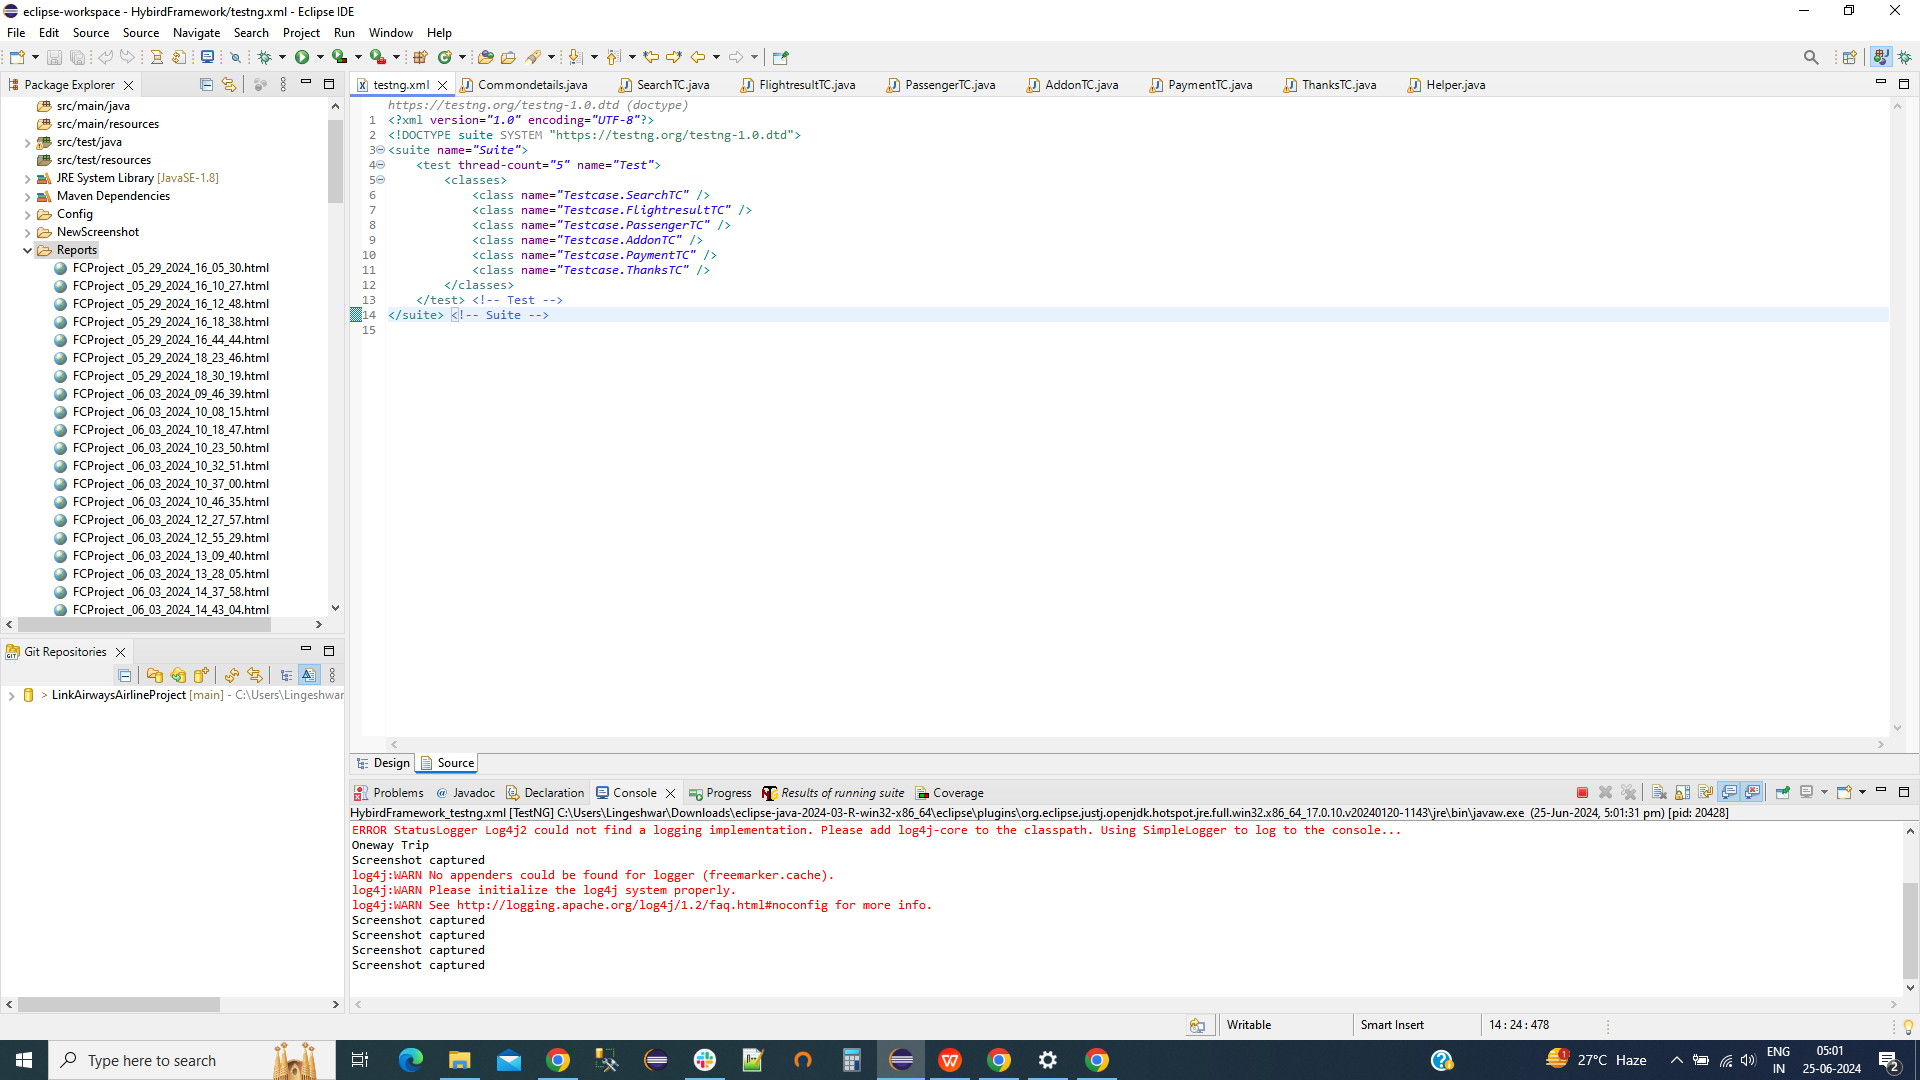 eclipse-workspace - HybirdFramework/testng.xml - Eclipse IDE
File Edit Source Source Navigate Search Project Run Window Help
Package Explorer
src/main/java
src/main/resources
src/test/java
src/test/resources
JRE System Library [JavaSE-1.8]
Maven Dependencies
Config
NewScreenshot
Reports
FCProject _05_29_2024_16_05_30.html
FCProject _05_29_2024_16_10_27.html
FCProject _05_29_2024_16_12_48.html
FCProject _05_29_2024_16_18_38.html
FCProject _05_29_2024_16_44_44.html
FCProject _05_29_2024_18_23_46.html
FCProject _05_29_2024_18_30_19.html
FCProject _06_03_2024_09_46_39.html
FCProject _06_03_2024_10_08_15.html
FCProject _06_03_2024_10_18_47.html
FCProject _06_03_2024_10_23_50.html
FCProject _06_03_2024_10_32_51.html
FCProject _06_03_2024_10_37_00.html
FCProject _06_03_2024_10_46_35.html
FCProject _06_03_2024_12_27_57.html
FCProject _06_03_2024_12_55_29.html
FCProject _06_03_2024_13_09_40.html
FCProject _06_03_2024_13_28_05.html
FCProject _06_03_2024_14_37_58.html
FCProject _06_03_2024_14_43_04.html
Git Repositories
> LinkAirwaysAirlineProject [main] - C:\Users\Lingeshwar
testng.xml Commondetails.java SearchTC.java FlightresultTC.java PassengerTC.java AddonTC.java PaymentTC.java ThanksTC.java Helper.java
https://testng.org/testng-1.0.dtd (doctype)
1 <?xml version="1.0" encoding="UTF-8"?>
2 <!DOCTYPE suite SYSTEM "https://testng.org/testng-1.0.dtd">
3 <suite name="Suite">
4 <test thread-count="5" name="Test">
5 <classes>
6 <class name="Testcase.SearchTC" />
7 <class name="Testcase.FlightresultTC" />
8 <class name="Testcase.PassengerTC" />
9 <class name="Testcase.AddonTC" />
10 <class name="Testcase.PaymentTC" />
11 <class name="Testcase.ThanksTC" />
12 </classes>
13 </test> <!-- Test -->
14 </suite> <!-- Suite -->
15
Design Source
Problems Javadoc Declaration Console Progress Results of running suite Coverage
HybirdFramework_testng.xml [TestNG] C:\Users\Lingeshwar\Downloads\eclipse-java-2024-03-R-win32-x86_64\eclipse\plugins\org.eclipse.justj.openjdk.hotspot.jre.full.win32.x86_64_17.0.10.v20240120-1143\jre\bin\javaw.exe (25-Jun-2024, 5:01:31 pm) [pid: 20428]
ERROR StatusLogger Log4j2 could not find a logging implementation. Please add log4j-core to the classpath. Using SimpleLogger to log to the console...
Oneway Trip
Screenshot captured
log4j:WARN No appenders could be found for logger (freemarker.cache).
log4j:WARN Please initialize the log4j system properly.
log4j:WARN See http://logging.apache.org/log4j/1.2/faq.html#noconfig for more info.
Screenshot captured
Screenshot captured
Screenshot captured
Screenshot captured
Writable Smart Insert 14 : 24 : 478
Type here to search
27°C Haze
ENG
IN
05:01
25-06-2024
2